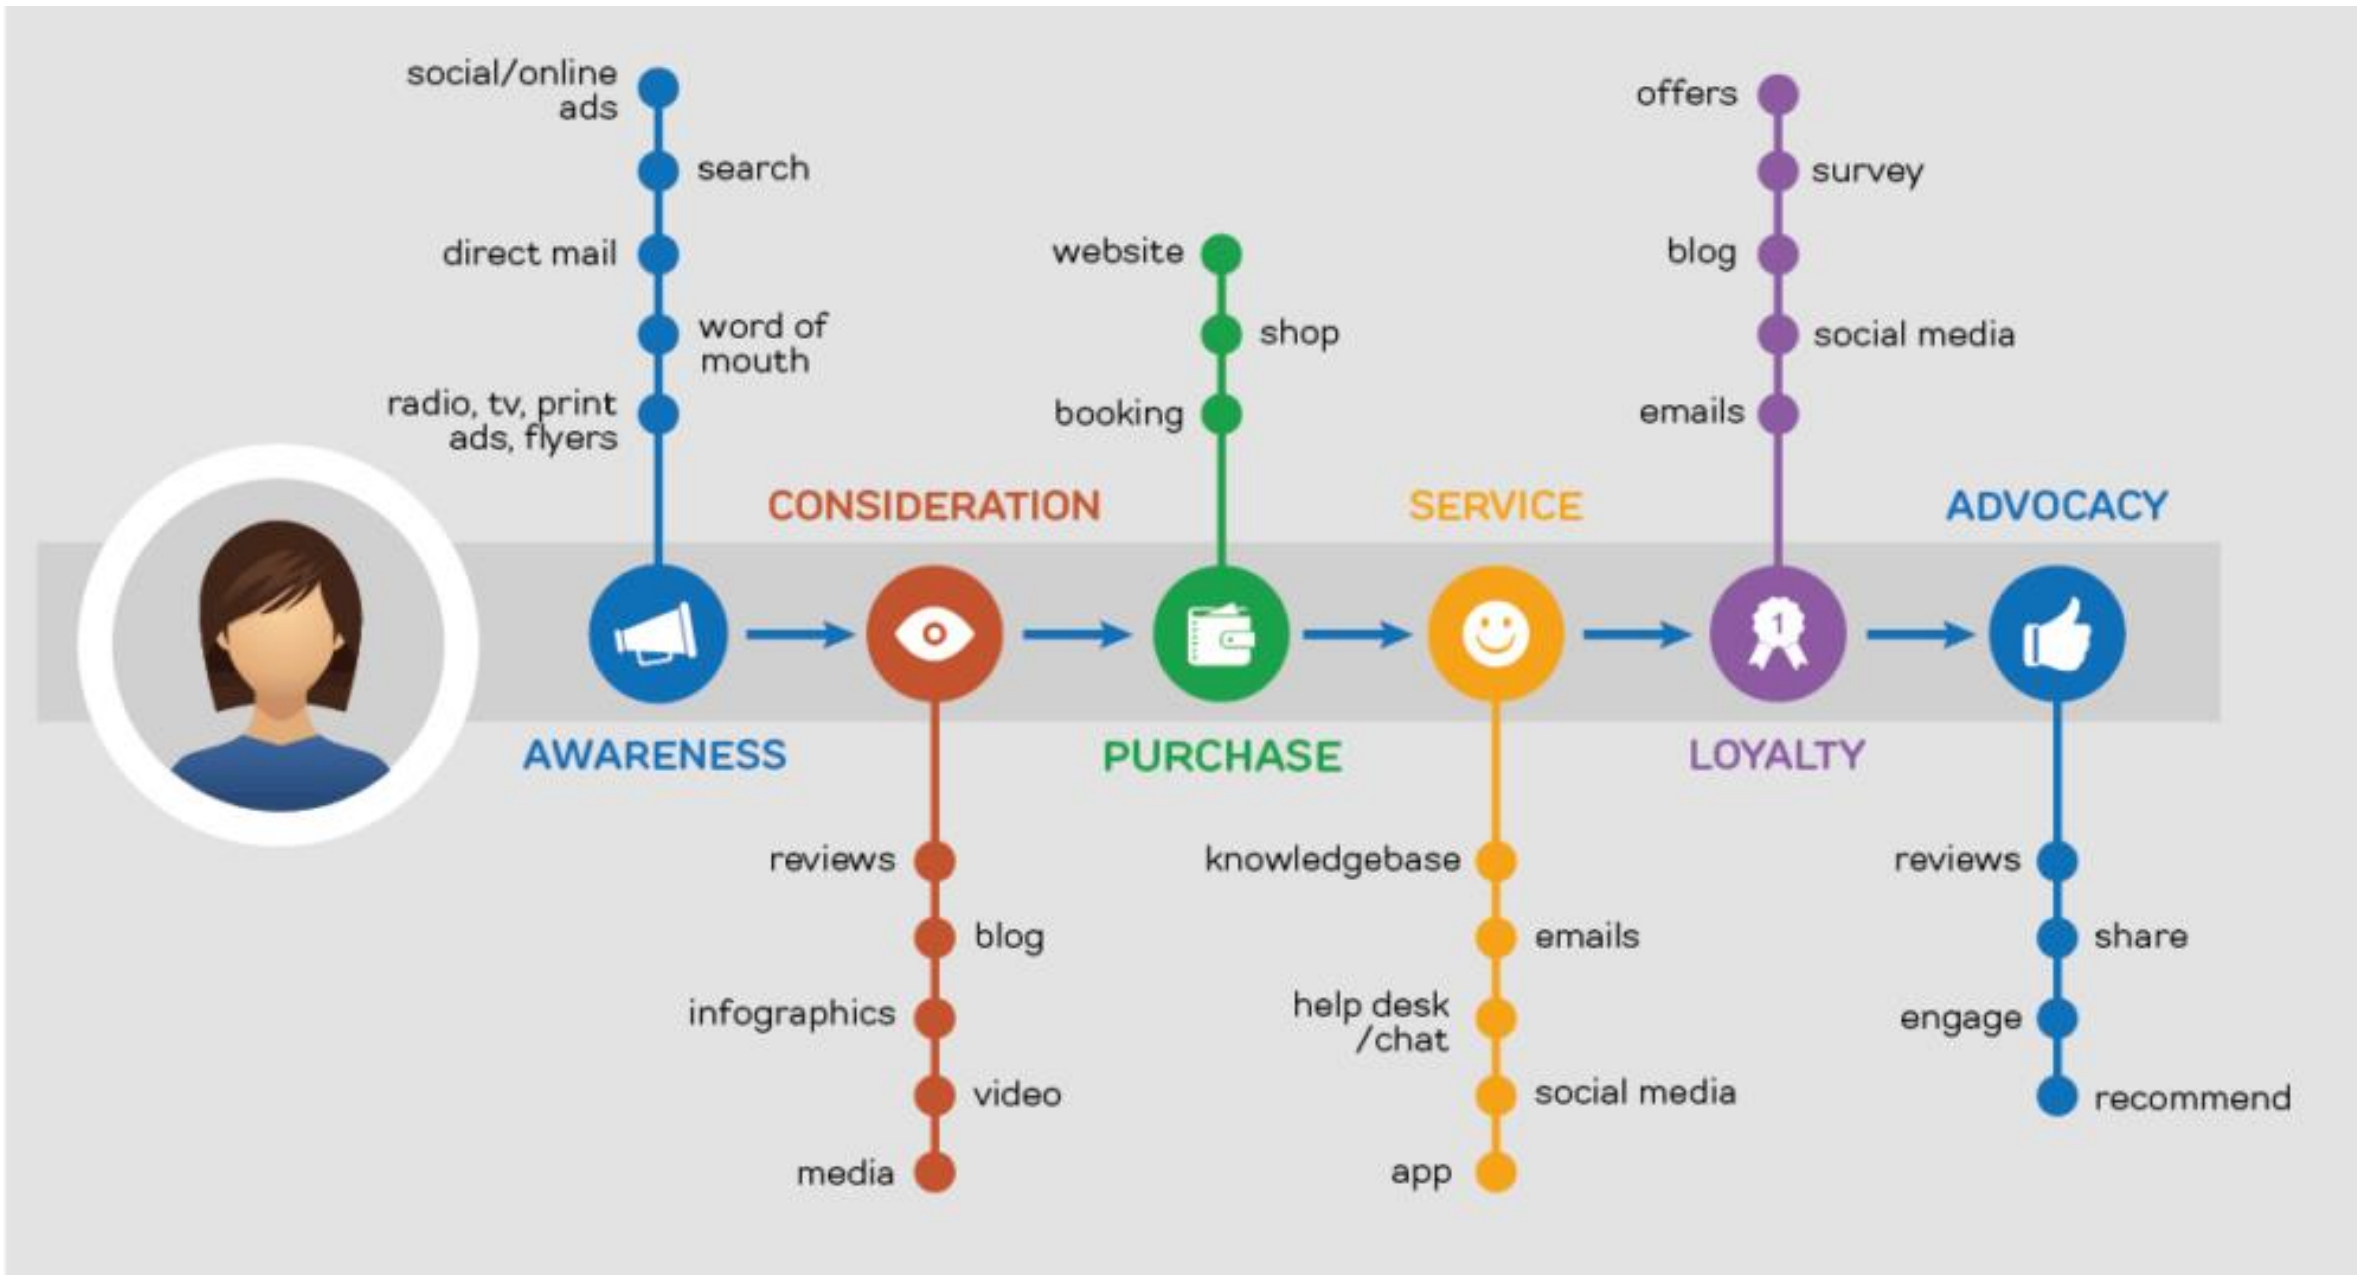 social/online
ads
search
direct mail
word of
mouth
radio, tv, print
ads, flyers
AWARENESS
CONSIDERATION
reviews
blog
infographics
video
media
website
shop
booking
PURCHASE
SERVICE
knowledgebase
emails
help desk
/chat
social media
app
offers
survey
blog
social media
emails
1
LOYALTY
ADVOCACY
reviews
share
engage
recommend